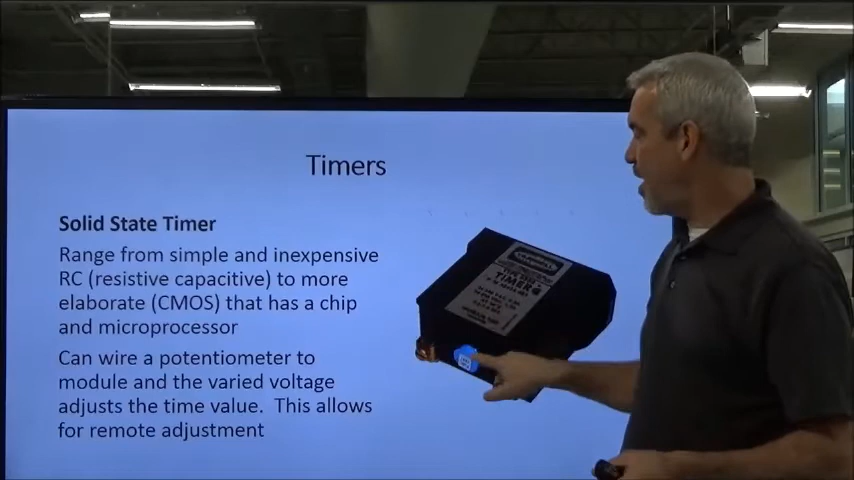 Timers
Solid State Timer
Range from simple and inexpensive
RC (resistive capacitive) to more
elaborate (CMOS) that has a chip
and microprocessor
Can wire a potentiometer to
module and the varied voltage
adjusts the time value. This allows
for remote adjustment
TIMER